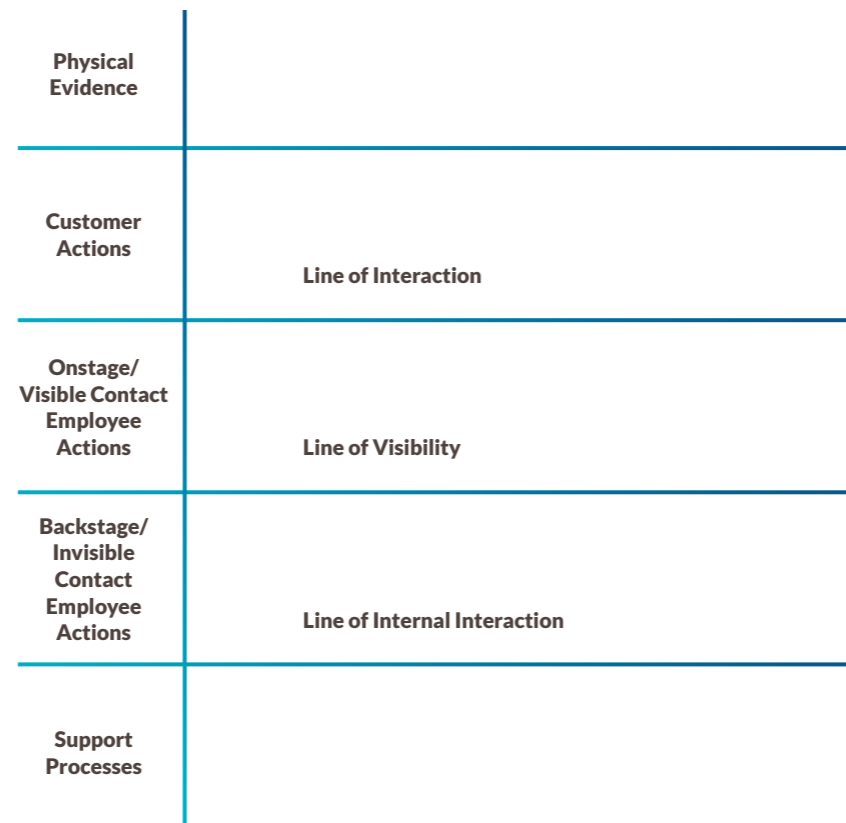 Physical
Evidence
Customer
Actions
Line of Interaction
Onstage/
Visible Contact
Employee
Actions
Line of Visibility
Backstage/
Invisible
Contact
Employee
Actions
Line of Internal Interaction
Support
Processes